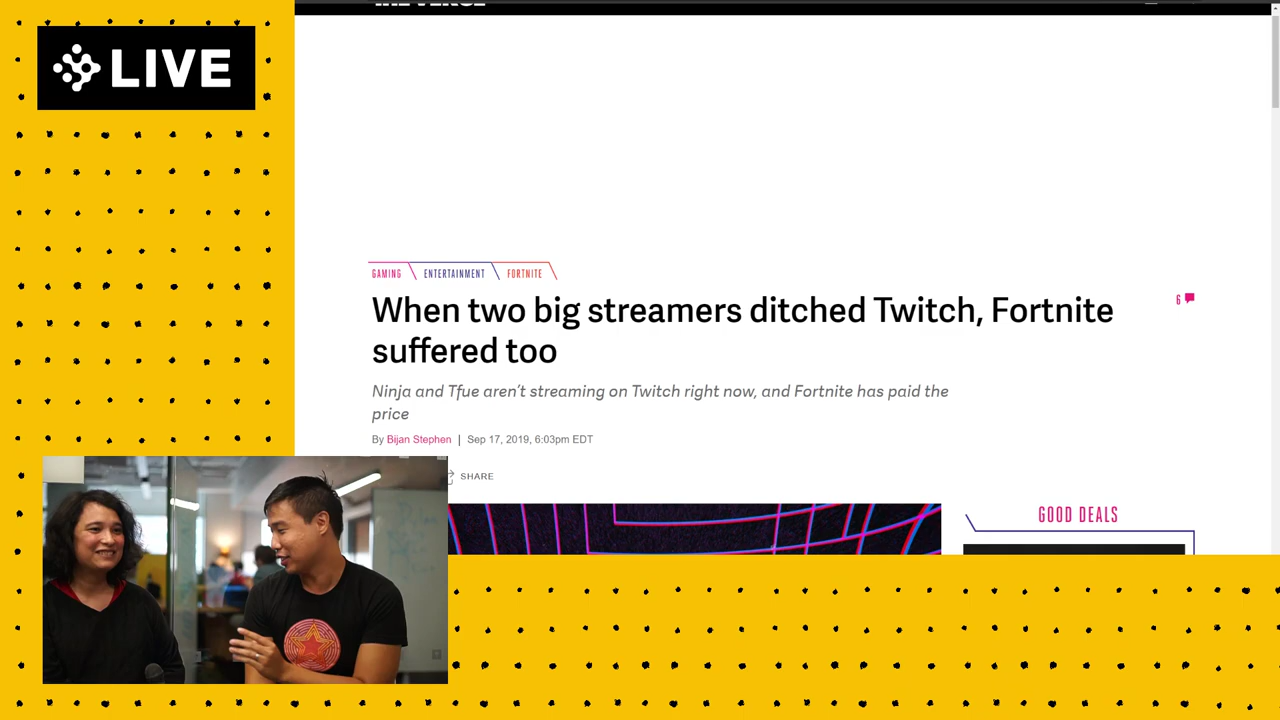 LIVE
THE VERGE
GAMING
ENTERTAINMENT
FORTNITE
When two big streamers ditched Twitch, Fortnite
suffered too
6
Ninja and Tfue aren't streaming on Twitch right now, and Fortnite has paid the
price
By Bijan Stephen | Sep 17, 2019, 6:03pm EDT
SHARE
GOOD DEALS